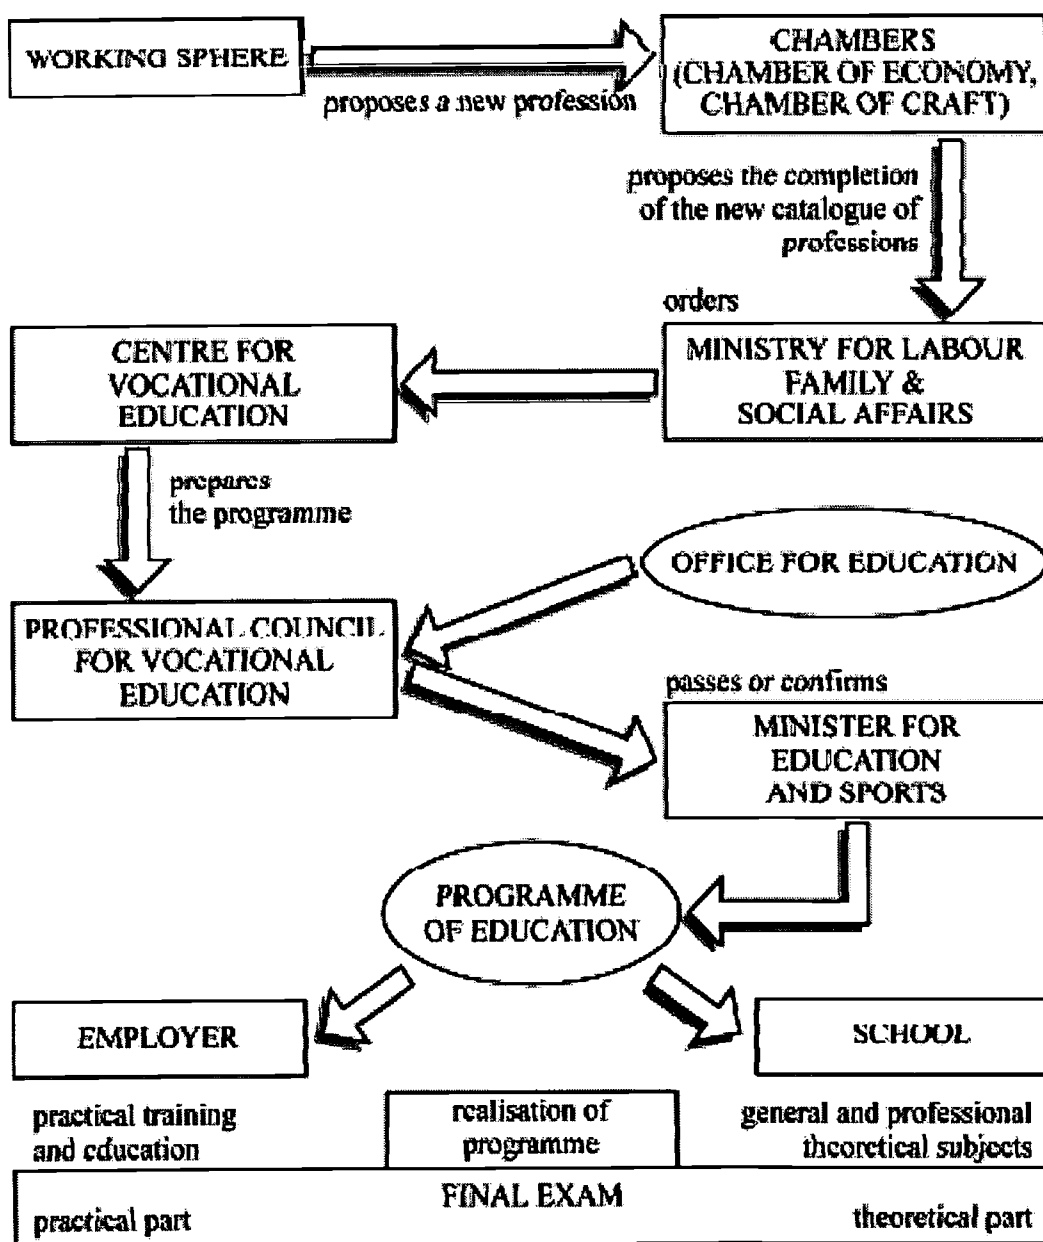 WORKING SPHERE
proposes a new profession
CHAMBERS
(CHAMBER OF ECONOMY,
CHAMBER OF CRAFT)
proposes the completion
of the new catalogue of
professions
orders
MINISTRY FOR LABOUR
FAMILY &
SOCIAL AFFAIRS
CENTRE FOR
VOCATIONAL
EDUCATION
prepares
the programme
OFFICE FOR EDUCATION
PROFESSIONAL COUNCIL
FOR VOCATIONAL
EDUCATION
passes or confirms
MINISTER FOR
EDUCATION
AND SPORTS
PROGRAMME
OF EDUCATION
EMPLOYER
SCHOOL
practical training
and education
realisation of
programme
general and professional
theoretical subjects
FINAL EXAM
practical part
theoretical part